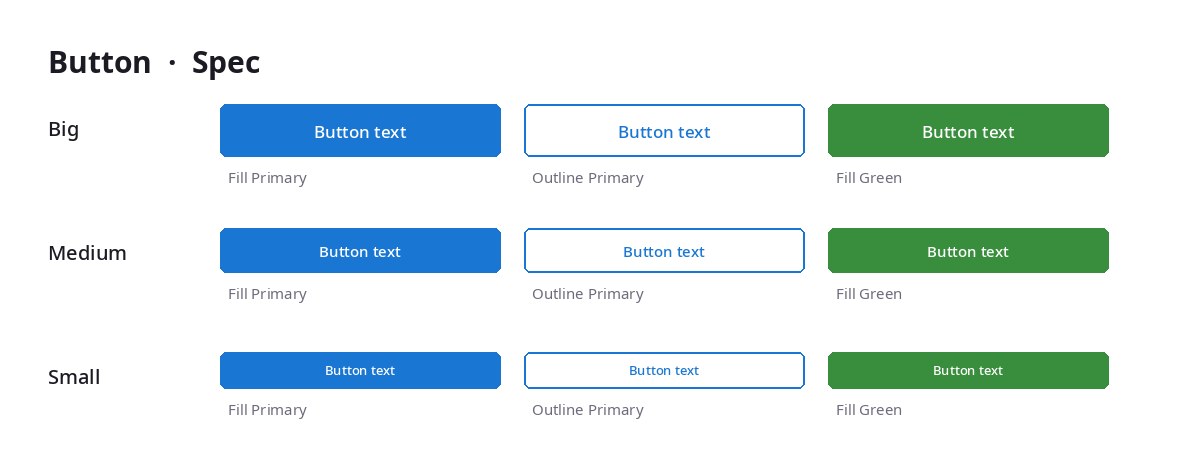 Button · Spec
Big
Button text
Button text
Button text
Fill Primary
Outline Primary
Fill Green
Medium
Button text
Button text
Button text
Fill Primary
Outline Primary
Fill Green
Small
Button text
Button text
Button text
Fill Primary
Outline Primary
Fill Green